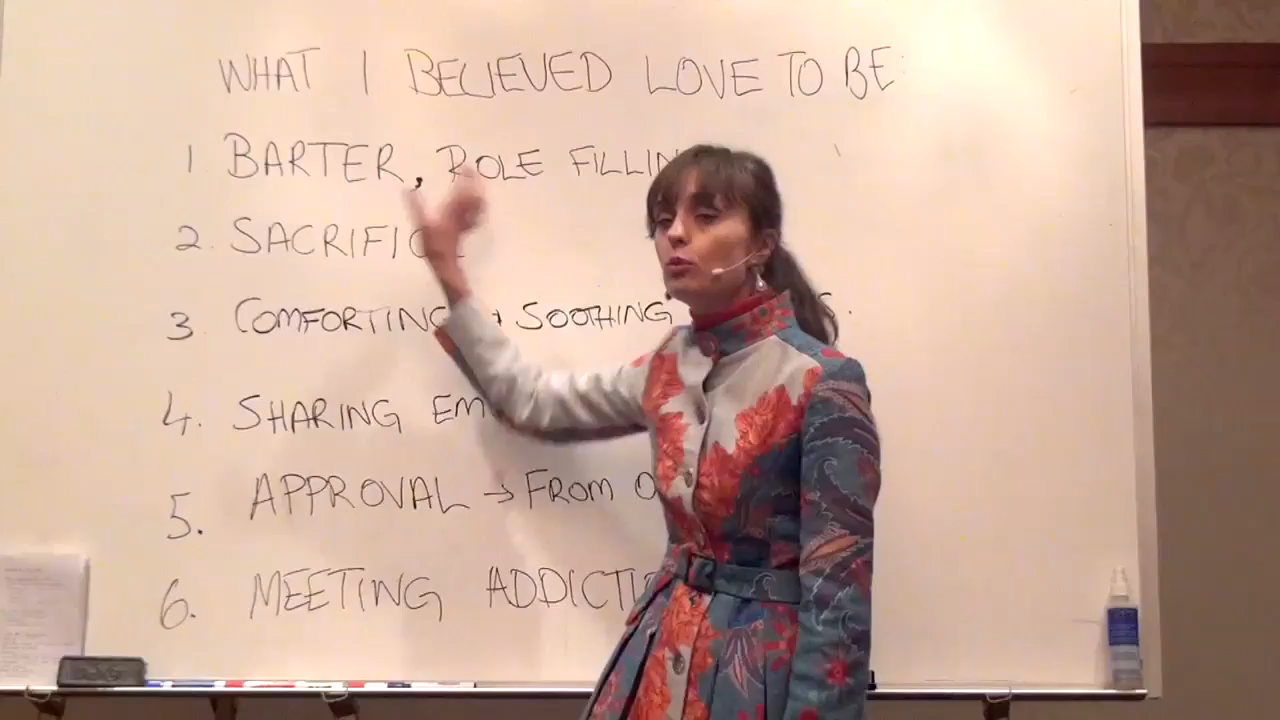 WHAT I BELIEVED LOVE TO BE
1 BARTER, ROLE FILLIN
2. SACRIFIC
3 COMFORTING + SOOTHING
4. SHARING EM
5. APPROVAL → FROM O
6. MEETING ADDICTI